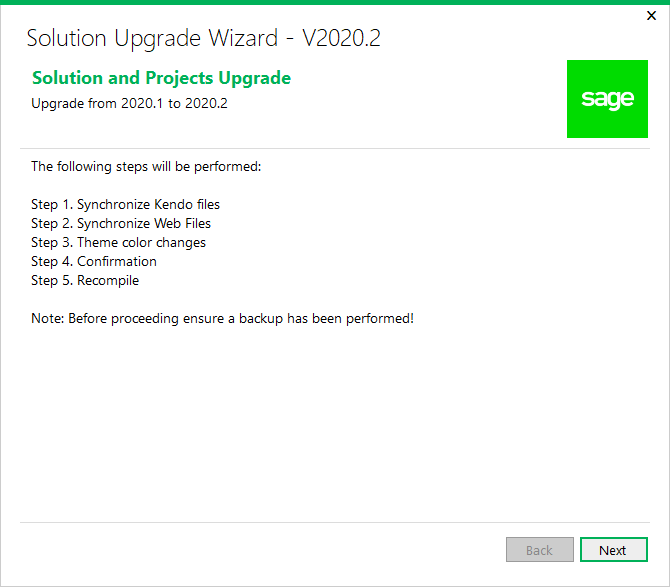 Solution Upgrade Wizard - V2020.2
Solution and Projects Upgrade
Upgrade from 2020.1 to 2020.2
sage
The following steps will be performed:
Step 1. Synchronize Kendo files
Step 2. Synchronize Web Files
Step 3. Theme color changes
Step 4. Confirmation
Step 5. Recompile
Note: Before proceeding ensure a backup has been performed!
Back
Next